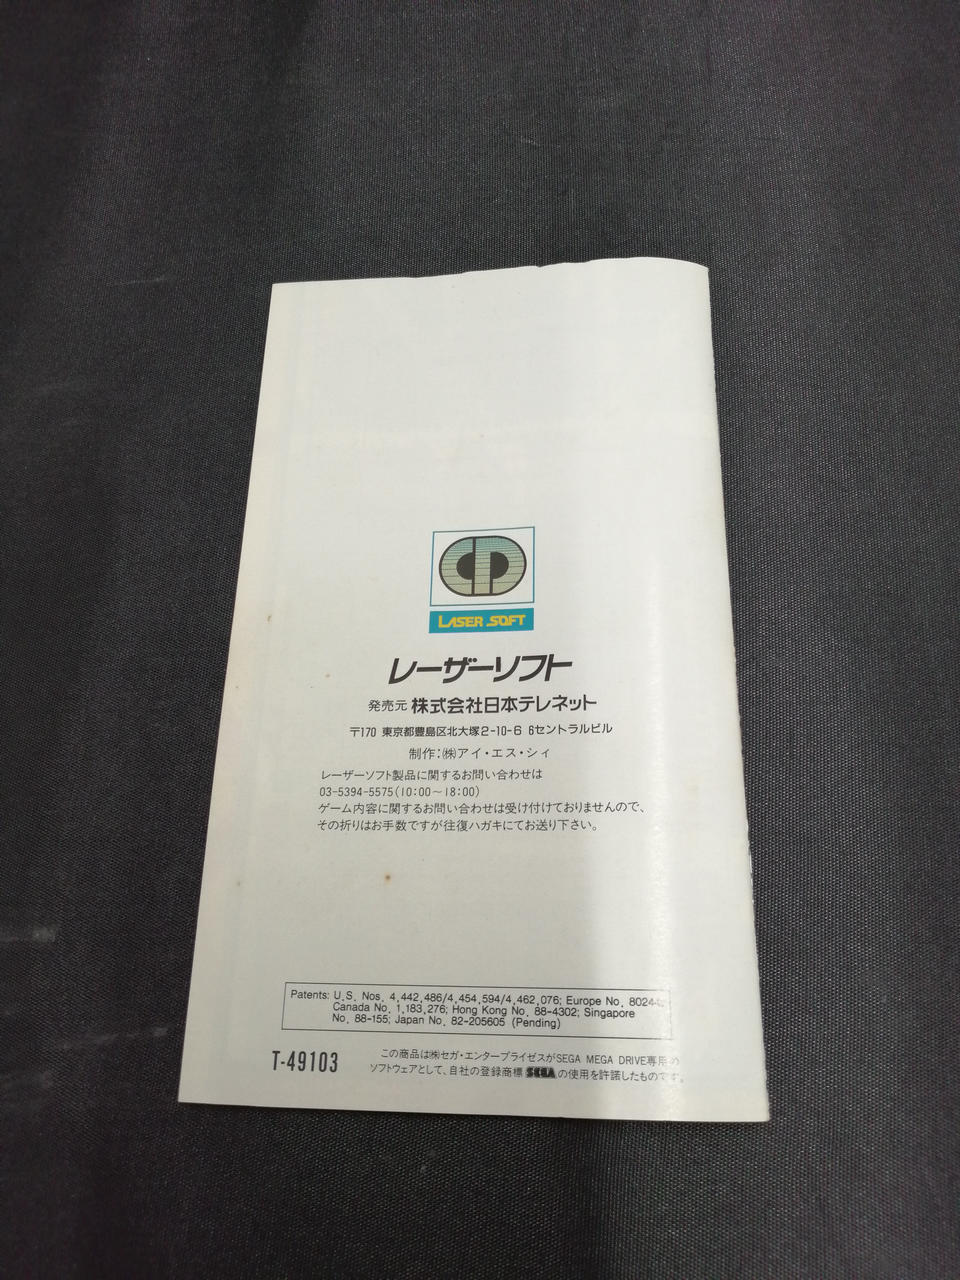 LASER SOFT
レーザーソフト
発売元 株式会社日本テレネット
〒170 東京都豊島区北大塚2-10-6 6セントラルビル
制作:㈱アイ・エス・シィ
レーザーソフト製品に関するお問い合わせは
03-5394-5575(10:00〜18:00)
ゲーム内容に関するお問い合わせは受け付けておりませんので、
その折りはお手数ですが往復ハガキにてお送り下さい。
Patents: U.S. Nos. 4,442,486/4,454,594/4,462,076; Europe No.
Canada No. 1,183,276; Hong Kong No. 88-4302; Singapore
No. 88-155; Japan No. 82-205605 (Pending)
T-49103
この商品は㈱セガ・エンタープライゼスがSEGA MEGA DRIVE専用の
ソフトウェアとして、自社の登録商標 SEGA の使用を許諾したものです。